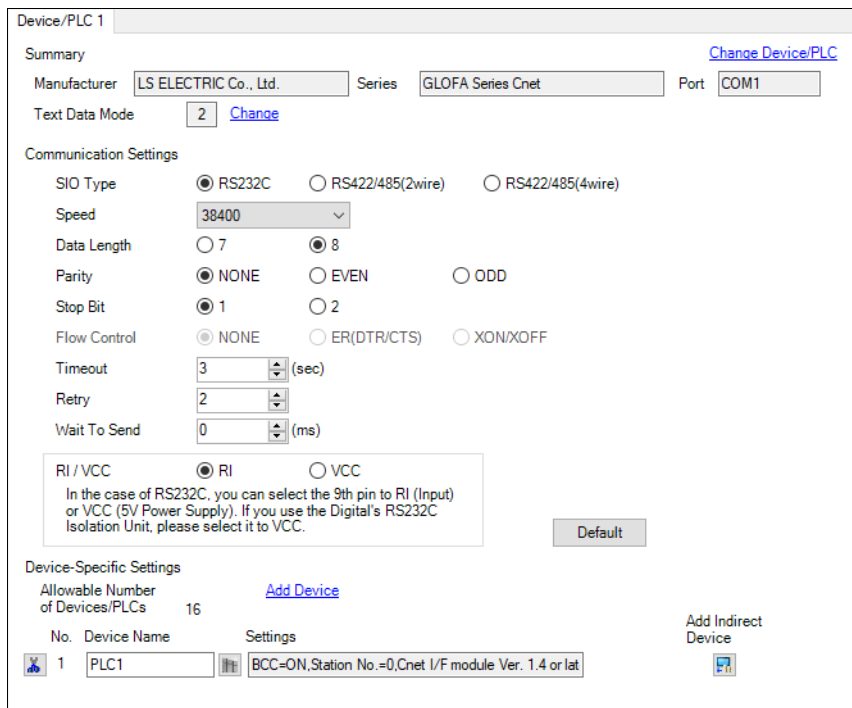 Device/PLC 1
Summary
Change Device/PLC
Manufacturer LS ELECTRIC Co., Ltd. Series GLOFA Series Cnet Port COM1
Text Data Mode 2 Change
Communication Settings
SIO Type RS232C RS422/485(2wire) RS422/485(4wire)
Speed 38400
Data Length 7 8
Parity NONE EVEN ODD
Stop Bit 1 2
Flow Control NONE ER(DTR/CTS) XON/XOFF
Timeout 3 (sec)
Retry 2
Wait To Send 0 (ms)
RI / VCC RI VCC
In the case of RS232C, you can select the 9th pin to RI (Input)
or VCC (5V Power Supply). If you use the Digital's RS232C
Isolation Unit, please select it to VCC.
Default
Device-Specific Settings
Allowable Number
of Devices/PLCs 16
Add Device
Add Indirect
Device
No. Device Name Settings
1 PLC1 BCC=ON,Station No.=0,Cnet I/F module Ver. 1.4 or lat